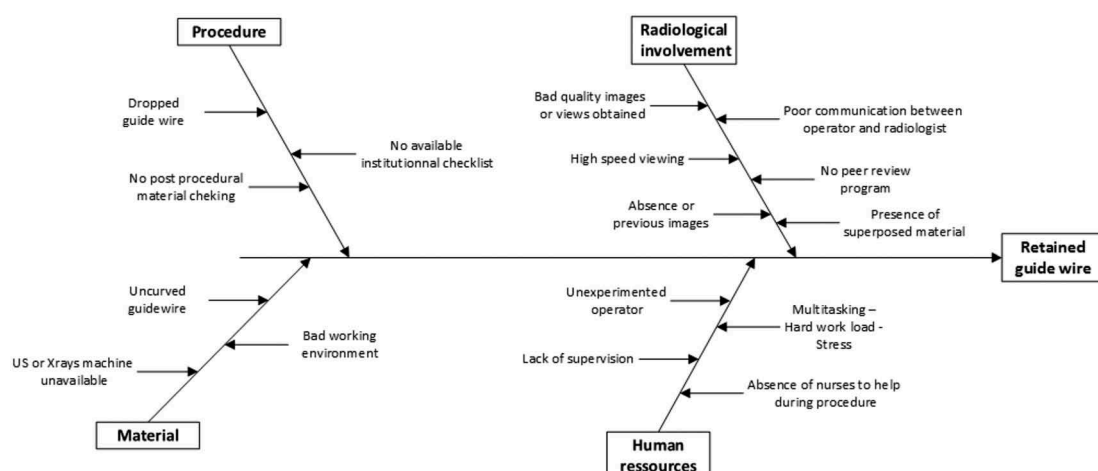 Procedure
Radiological
involvement
Dropped
guide wire
No available
institutionnal checklist
No post procedural
material cheking
Bad quality images
or views obtained
Poor communication between
operator and radiologist
High speed viewing
No peer review
program
Absence or
previous images
Presence of
superposed material
Retained
guide wire
Uncurved
guidewire
Bad working
environment
US or Xrays machine
unavailable
Material
Unexperimented
operator
Multitasking –
Hard work load -
Stress
Lack of supervision
Absence of nurses to help
during procedure
Human
ressources